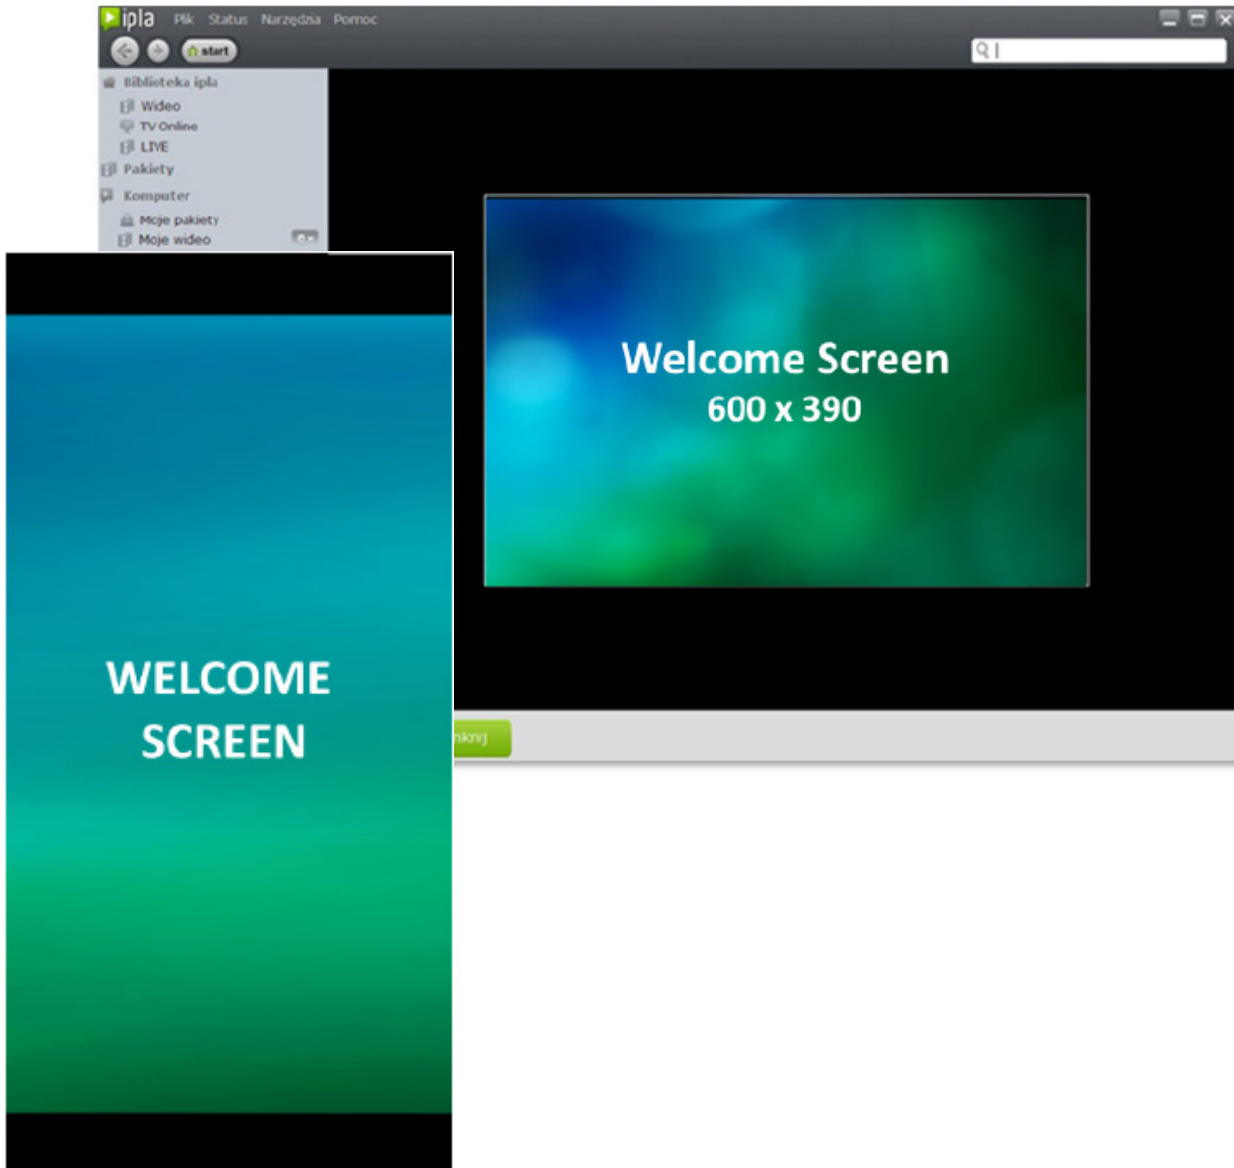 ipla Plik Status Narzędzia Pomoc
start
Biblioteka ipla
Wideo
TV Online
LIVE
Pakiety
Komputer
Moje pakiety
Moje wideo
Welcome Screen
600 x 390
WELCOME
SCREEN